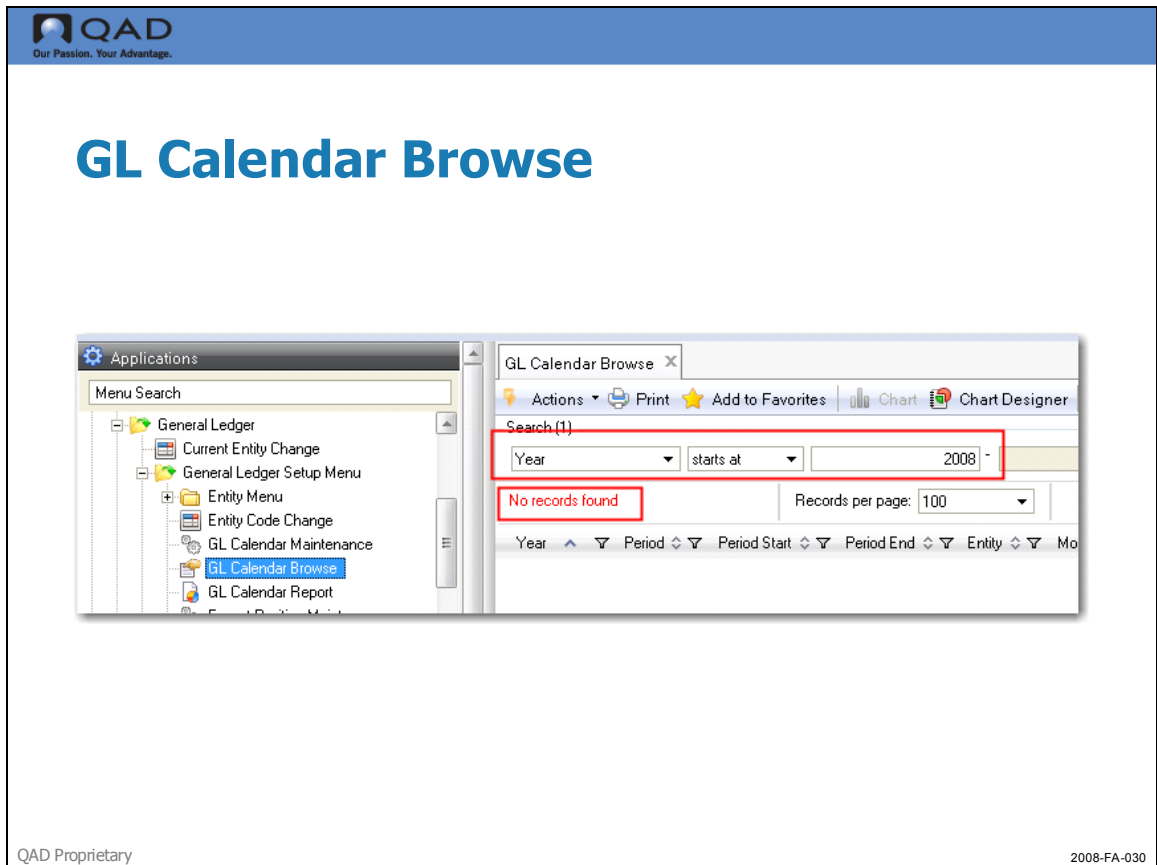 QAD
Our Passion. Your Advantage.
GL Calendar Browse
Applications
Menu Search
General Ledger
Current Entity Change
General Ledger Setup Menu
Entity Menu
Entity Code Change
GL Calendar Maintenance
GL Calendar Browse
GL Calendar Report
GL Calendar Browse
Actions Print Add to Favorites Chart Chart Designer
Search (1)
Year starts at 2008 -
No records found Records per page: 100
Year Period Period Start Period End Entity Mo
QAD Proprietary 2008-FA-030